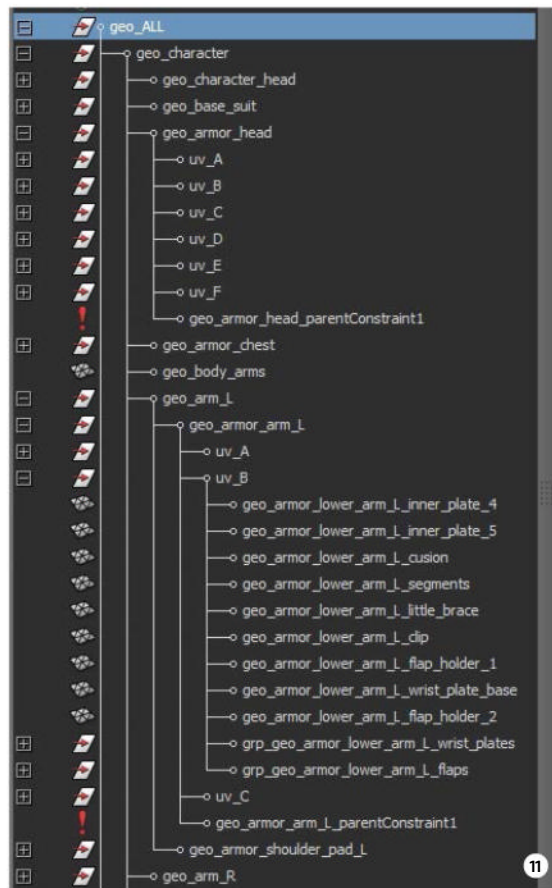 geo_ALL
geo_character
geo_character_head
geo_base_suit
geo_armor_head
uv_A
uv_B
uv_C
uv_D
uv_E
uv_F
geo_armor_head_parentConstraint1
geo_armor_chest
geo_body_arms
geo_arm_L
geo_armor_arm_L
uv_A
uv_B
geo_armor_lower_arm_L_inner_plate_4
geo_armor_lower_arm_L_inner_plate_5
geo_armor_lower_arm_L_cusion
geo_armor_lower_arm_L_segments
geo_armor_lower_arm_L_little_brace
geo_armor_lower_arm_L_clip
geo_armor_lower_arm_L_flap_holder_1
geo_armor_lower_arm_L_wrist_plate_base
geo_armor_lower_arm_L_flap_holder_2
grp_geo_armor_lower_arm_L_wrist_plates
grp_geo_armor_lower_arm_L_flaps
uv_C
geo_armor_arm_L_parentConstraint1
geo_armor_shoulder_pad_L
geo_arm_R
11